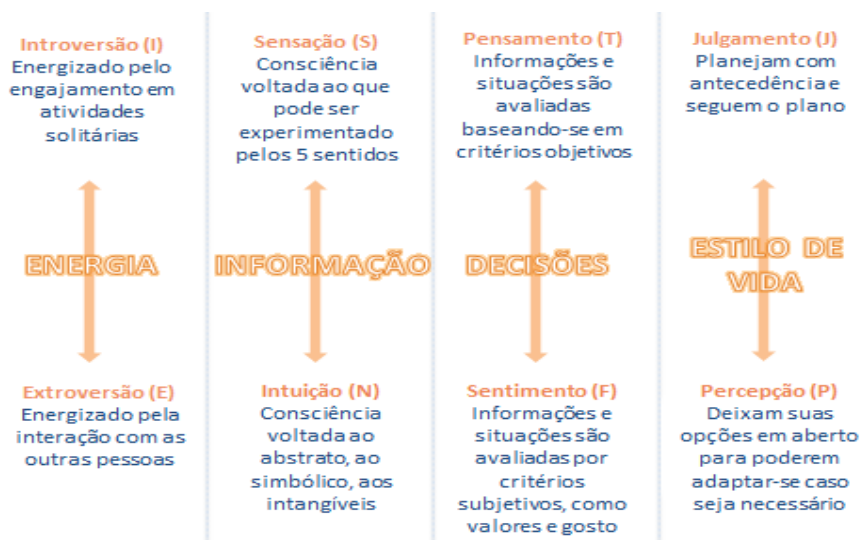 Introversão (I)
Energizado pelo
engajamento em
atividades
solitárias
ENERGIA
Extroversão (E)
Energizado pela
interação com as
outras pessoas
Sensação (S)
Consciência
voltada ao que
pode ser
experimentado
pelos 5 sentidos
INFORMAÇÃO
Intuição (N)
Consciência
voltada ao
abstrato, ao
simbólico, aos
intangíveis
Pensamento (T)
Informações e
situações são
avaliadas
baseando-se em
critérios objetivos
DECISÕES
Sentimento (F)
Informações e
situações são
avaliadas por
critérios
subjetivos, como
valores e gosto
Julgamento (J)
Planejam com
antecedência e
seguem o plano
ESTILO DE
VIDA
Percepção (P)
Deixam suas
opções em aberto
para poderem
adaptar-se caso
seja necessário